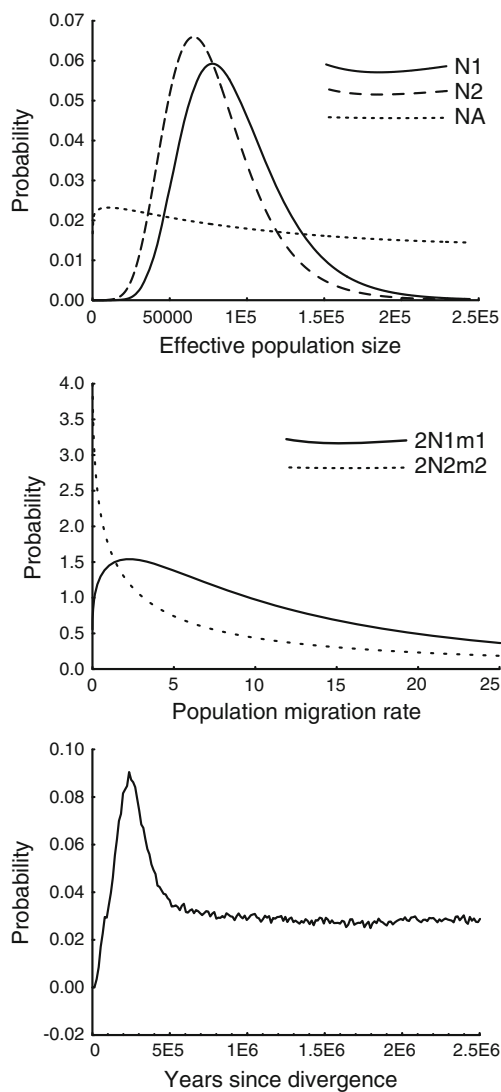 0.07
0.06
0.05
0.04
0.03
0.02
0.01
0.00
Probability
N1
N2
NA
0 50000 1E5 1.5E5 2E5 2.5E5
Effective population size
4.0
3.5
3.0
2.5
2.0
1.5
1.0
0.5
0.0
Probability
2N1m1
2N2m2
0 5 10 15 20 25
Population migration rate
0.10
0.08
0.06
0.04
0.02
0.00
-0.02
Probability
0 5E5 1E6 1.5E6 2E6 2.5E6
Years since divergence